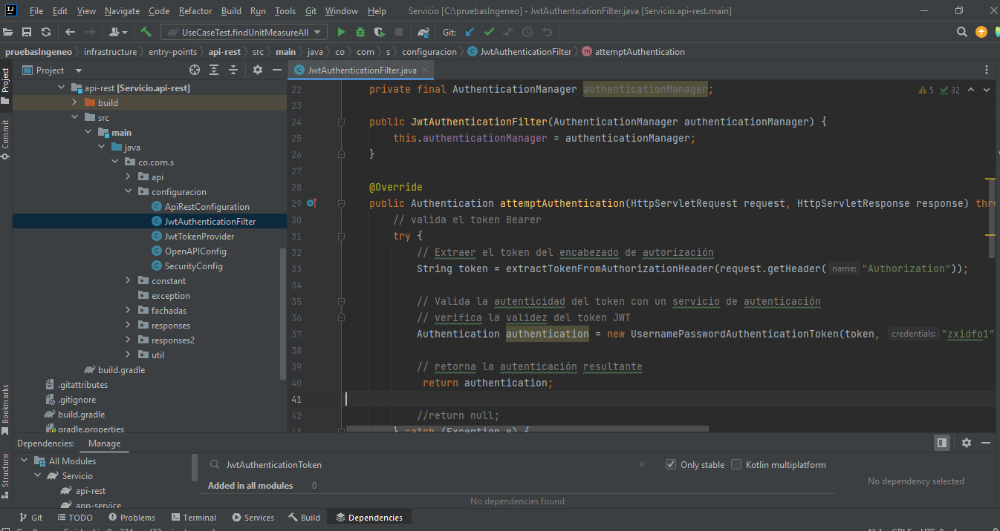 File Edit View Navigate Code Refactor Build Run Tools Git Window Help Servicio [C:\pruebasIngeneo] - JwtAuthenticationFilter.java [Servicio.api-rest.main]
UseCaseTest.findUnitMeasureAll Git:
pruebasIngeneo infrastructure entry-points api-rest src main java co com s configuracion JwtAuthenticationFilter attemptAuthentication
Project
JwtAuthenticationFilter.java
Project
Commit
Bookmarks
Structure
api-rest [Servicio.api-rest]
build
src
main
java
co.com.s
api
configuracion
ApiRestConfiguration
JwtAuthenticationFilter
JwtTokenProvider
OpenAPIConfig
SecurityConfig
constant
exception
fachadas
responses
responses2
util
build.gradle
.gitattributes
.gitignore
build.gradle
gradle.properties
5 32
22 private final AuthenticationManager authenticationManager;
23
24 public JwtAuthenticationFilter(AuthenticationManager authenticationManager) {
25 this.authenticationManager = authenticationManager;
26 }
27
28 @Override
29 public Authentication attemptAuthentication(HttpServletRequest request, HttpServletResponse response) thr
30 // valida el token Bearer
31 try {
32 // Extraer el token del encabezado de autorización
33 String token = extractTokenFromAuthorizationHeader(request.getHeader( name: "Authorization"));
34
35 // Valida la autenticidad del token con un servicio de autenticación
36 // verifica la validez del token JWT
37 Authentication authentication = new UsernamePasswordAuthenticationToken(token, credentials: "zxidfo1"
38
39 // retorna la autenticación resultante
40 return authentication;
41
42 //return null;
43 } catch (Exception e) {
Dependencies: Manage
All Modules
Servicio
api-rest
app-service
JwtAuthenticationToken Only stable Kotlin multiplatform
Added in all modules 0
No dependencies found
No dependency selected
Git TODO Problems Terminal Services Build Dependencies